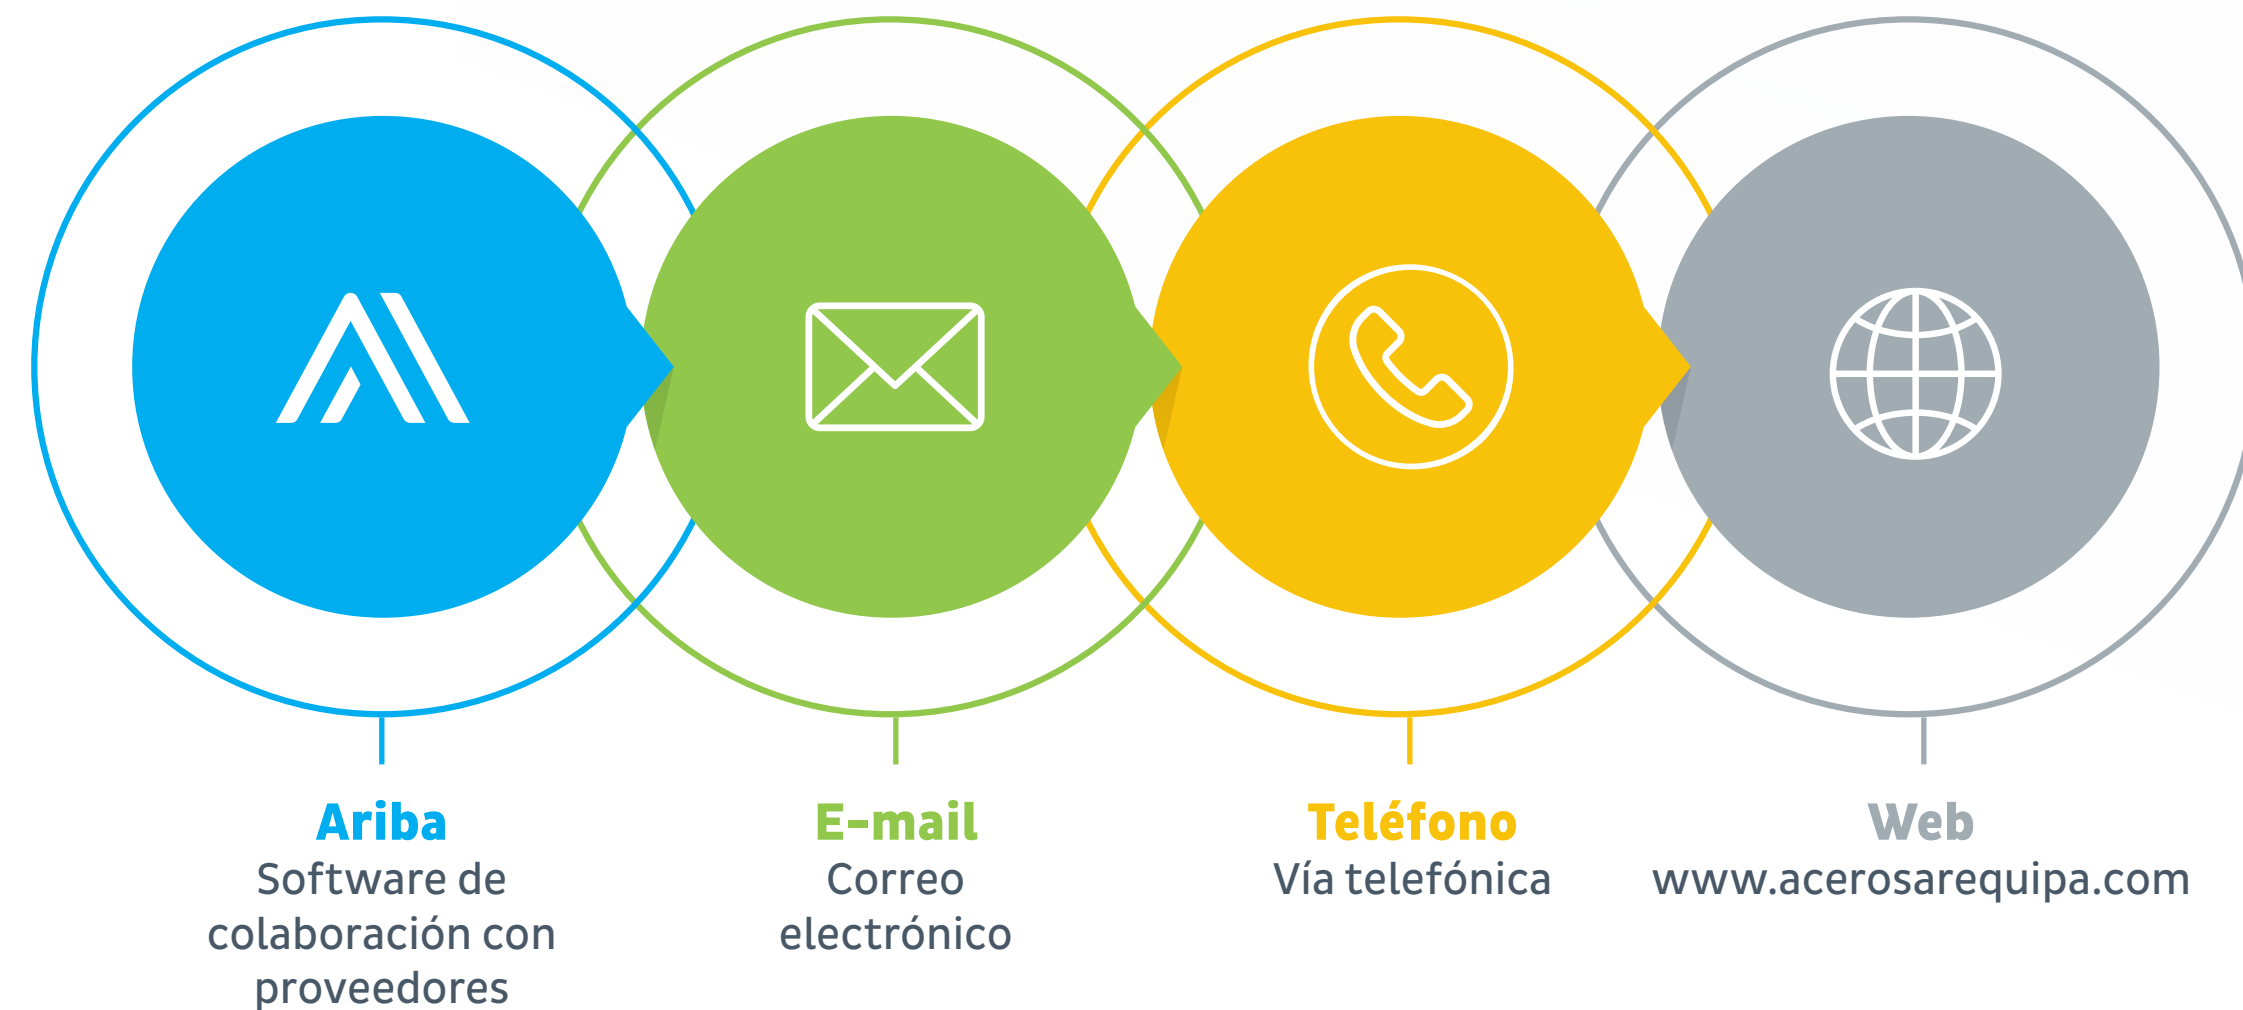 Ariba
Software de
colaboración con
proveedores
E-mail
Correo
electrónico
Teléfono
Vía telefónica
Web
www.acerosarequipa.com